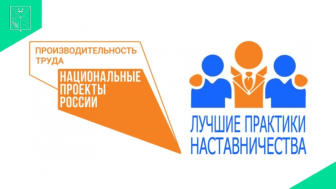 ПРОИЗВОДИТЕЛЬНОСТЬ
ТРУДА
НАЦИОНАЛЬНЫЕ
ПРОЕКТЫ
РОССИИ
ЛУЧШИЕ ПРАКТИКИ
НАСТАВНИЧЕСТВА